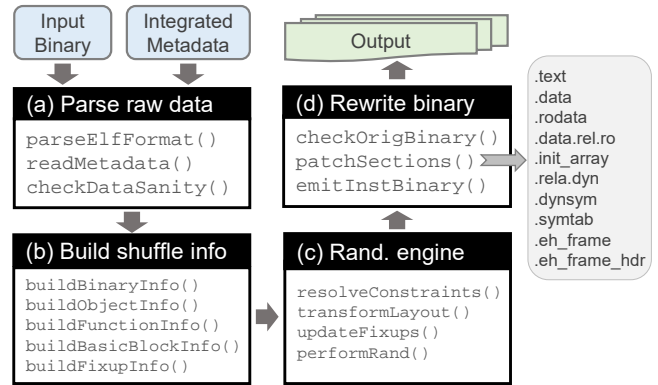 Input
Binary
Integrated
Metadata
(a) Parse raw data
parseElfFormat()
readMetadata()
checkDataSanity()
(b) Build shuffle info
buildBinaryInfo()
buildObjectInfo()
buildFunctionInfo()
buildBasicBlockInfo()
buildFixupInfo()
(c) Rand. engine
resolveConstraints()
transformLayout()
updateFixups()
performRand()
(d) Rewrite binary
checkOrigBinary()
patchSections()
emitInstBinary()
Output
.text
.data
.rodata
.data.rel.ro
.init_array
.rela.dyn
.dynsym
.symtab
.eh_frame
.eh_frame_hdr